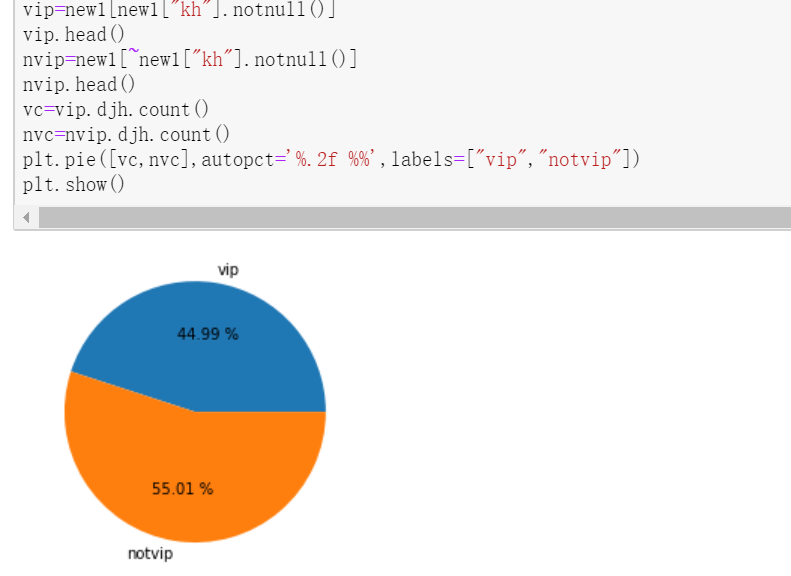 vip=new1[new1["kh"].notnull()]
vip.head()
nvip=new1[~new1["kh"].notnull()]
nvip.head()
vc=vip.djh.count()
nvc=nvip.djh.count()
plt.pie([vc,nvc],autopct='%.2f %%',labels=["vip","notvip"])
plt.show()
vip
44.99 %
55.01 %
notvip